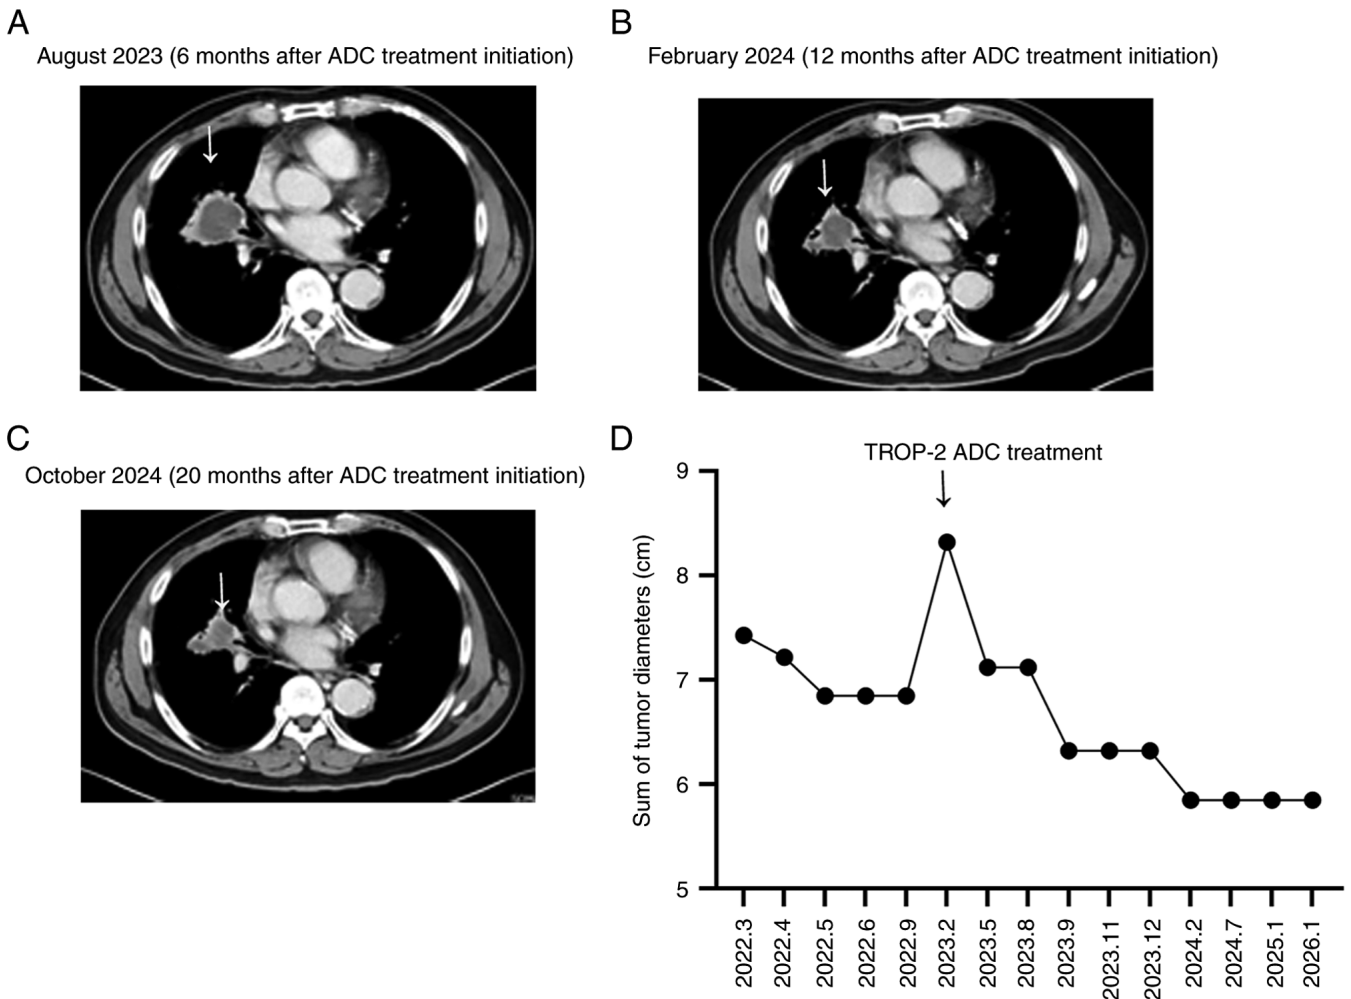 A
August 2023 (6 months after ADC treatment initiation)
B
February 2024 (12 months after ADC treatment initiation)
C
October 2024 (20 months after ADC treatment initiation)
D
TROP-2 ADC treatment
Sum of tumor diameters (cm)
9
8
7
6
5
2022.3
2022.4
2022.5
2022.6
2022.9
2023.2
2023.5
2023.8
2023.9
2023.11
2023.12
2024.2
2024.7
2025.1
2026.1